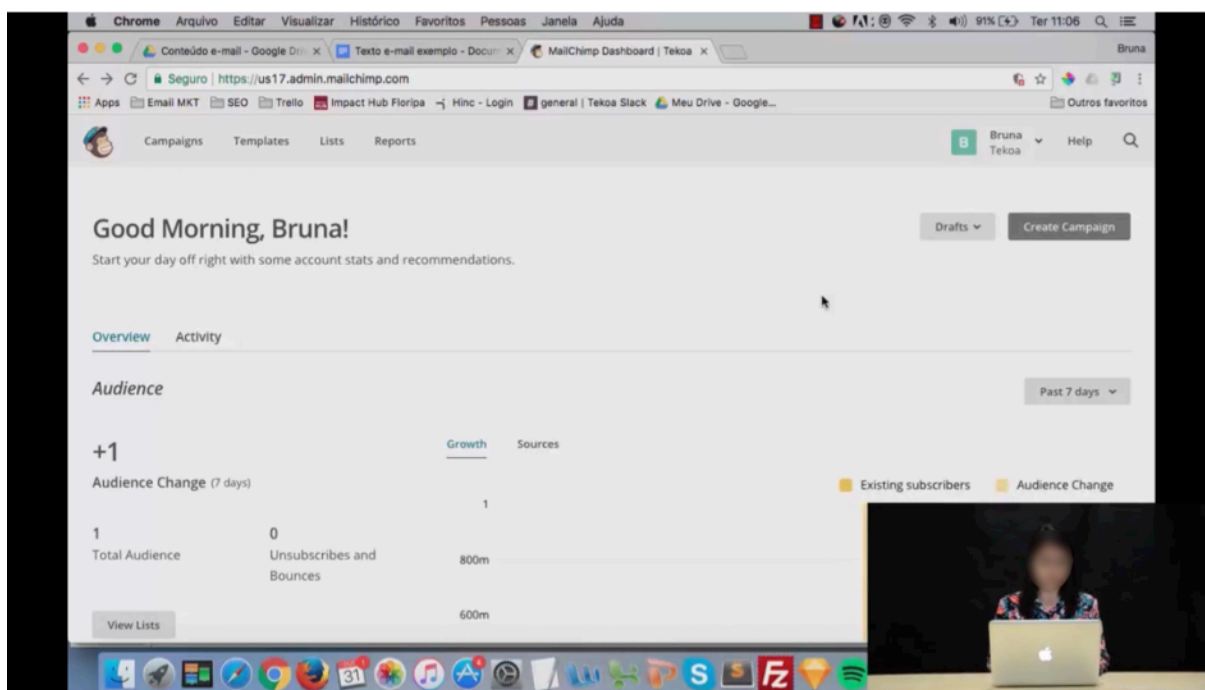 Chrome Arquivo Editar Visualizar Histórico Favoritos Pessoas Janela Ajuda 91% Ter 11:06
Conteúdo e-mail - Google Dri Texto e-mail exemplo - Docum MailChimp Dashboard | Tekoa Bruna
Seguro | https://us17.admin.mailchimp.com
Apps Email MKT SEO Trello Impact Hub Floripa Hinc - Login general | Tekoa Slack Meu Drive - Google... Outros favoritos
Campaigns Templates Lists Reports B Bruna Help
Tekoa
Good Morning, Bruna! Drafts Create Campaign
Start your day off right with some account stats and recommendations.
Overview Activity
Audience Past 7 days
+1 Growth Sources
Audience Change (7 days) Existing subscribers Audience Change
1
1 0
Total Audience Unsubscribes and 800m
Bounces
View Lists 600m
31 S S Fz